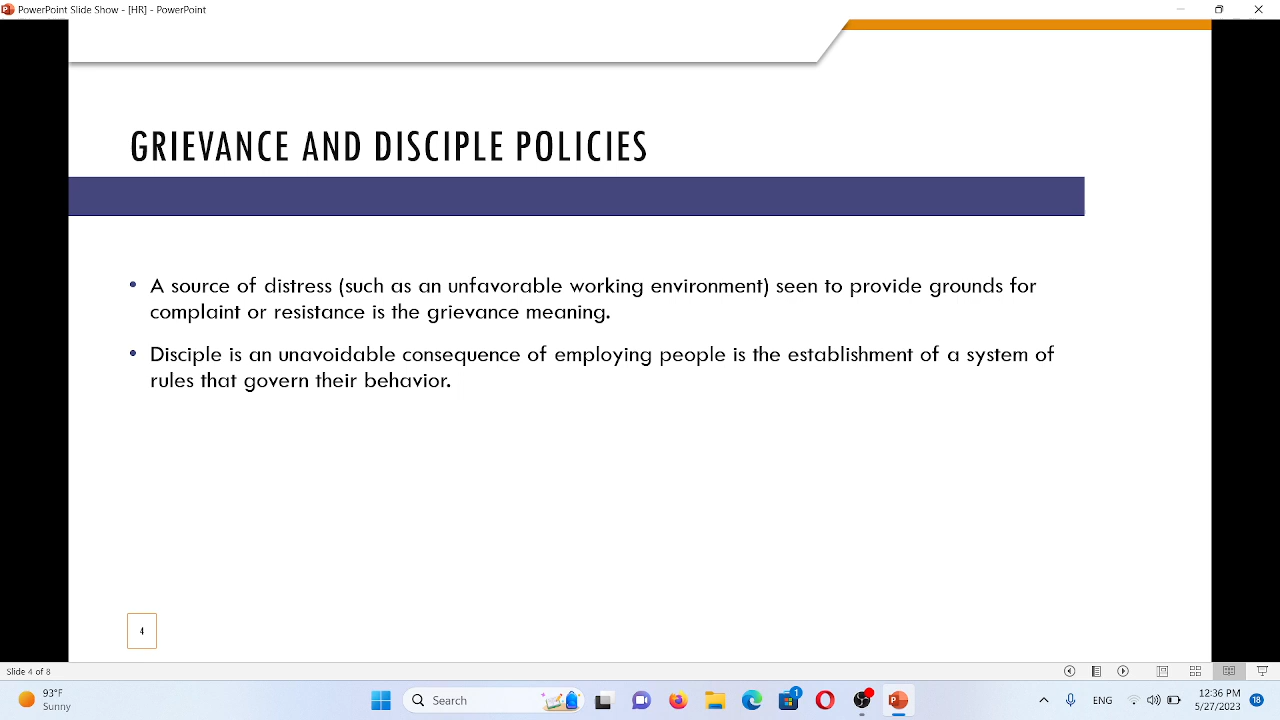 PowerPoint Slide Show - [HR] - PowerPoint
GRIEVANCE AND DISCIPLE POLICIES
• A source of distress (such as an unfavorable working environment) seen to provide grounds for
complaint or resistance is the grievance meaning.
• Disciple is an unavoidable consequence of employing people is the establishment of a system of
rules that govern their behavior.
4
Slide 4 of 8
93°F
Sunny
Search
1
ENG
12:36 PM
5/27/2023
18